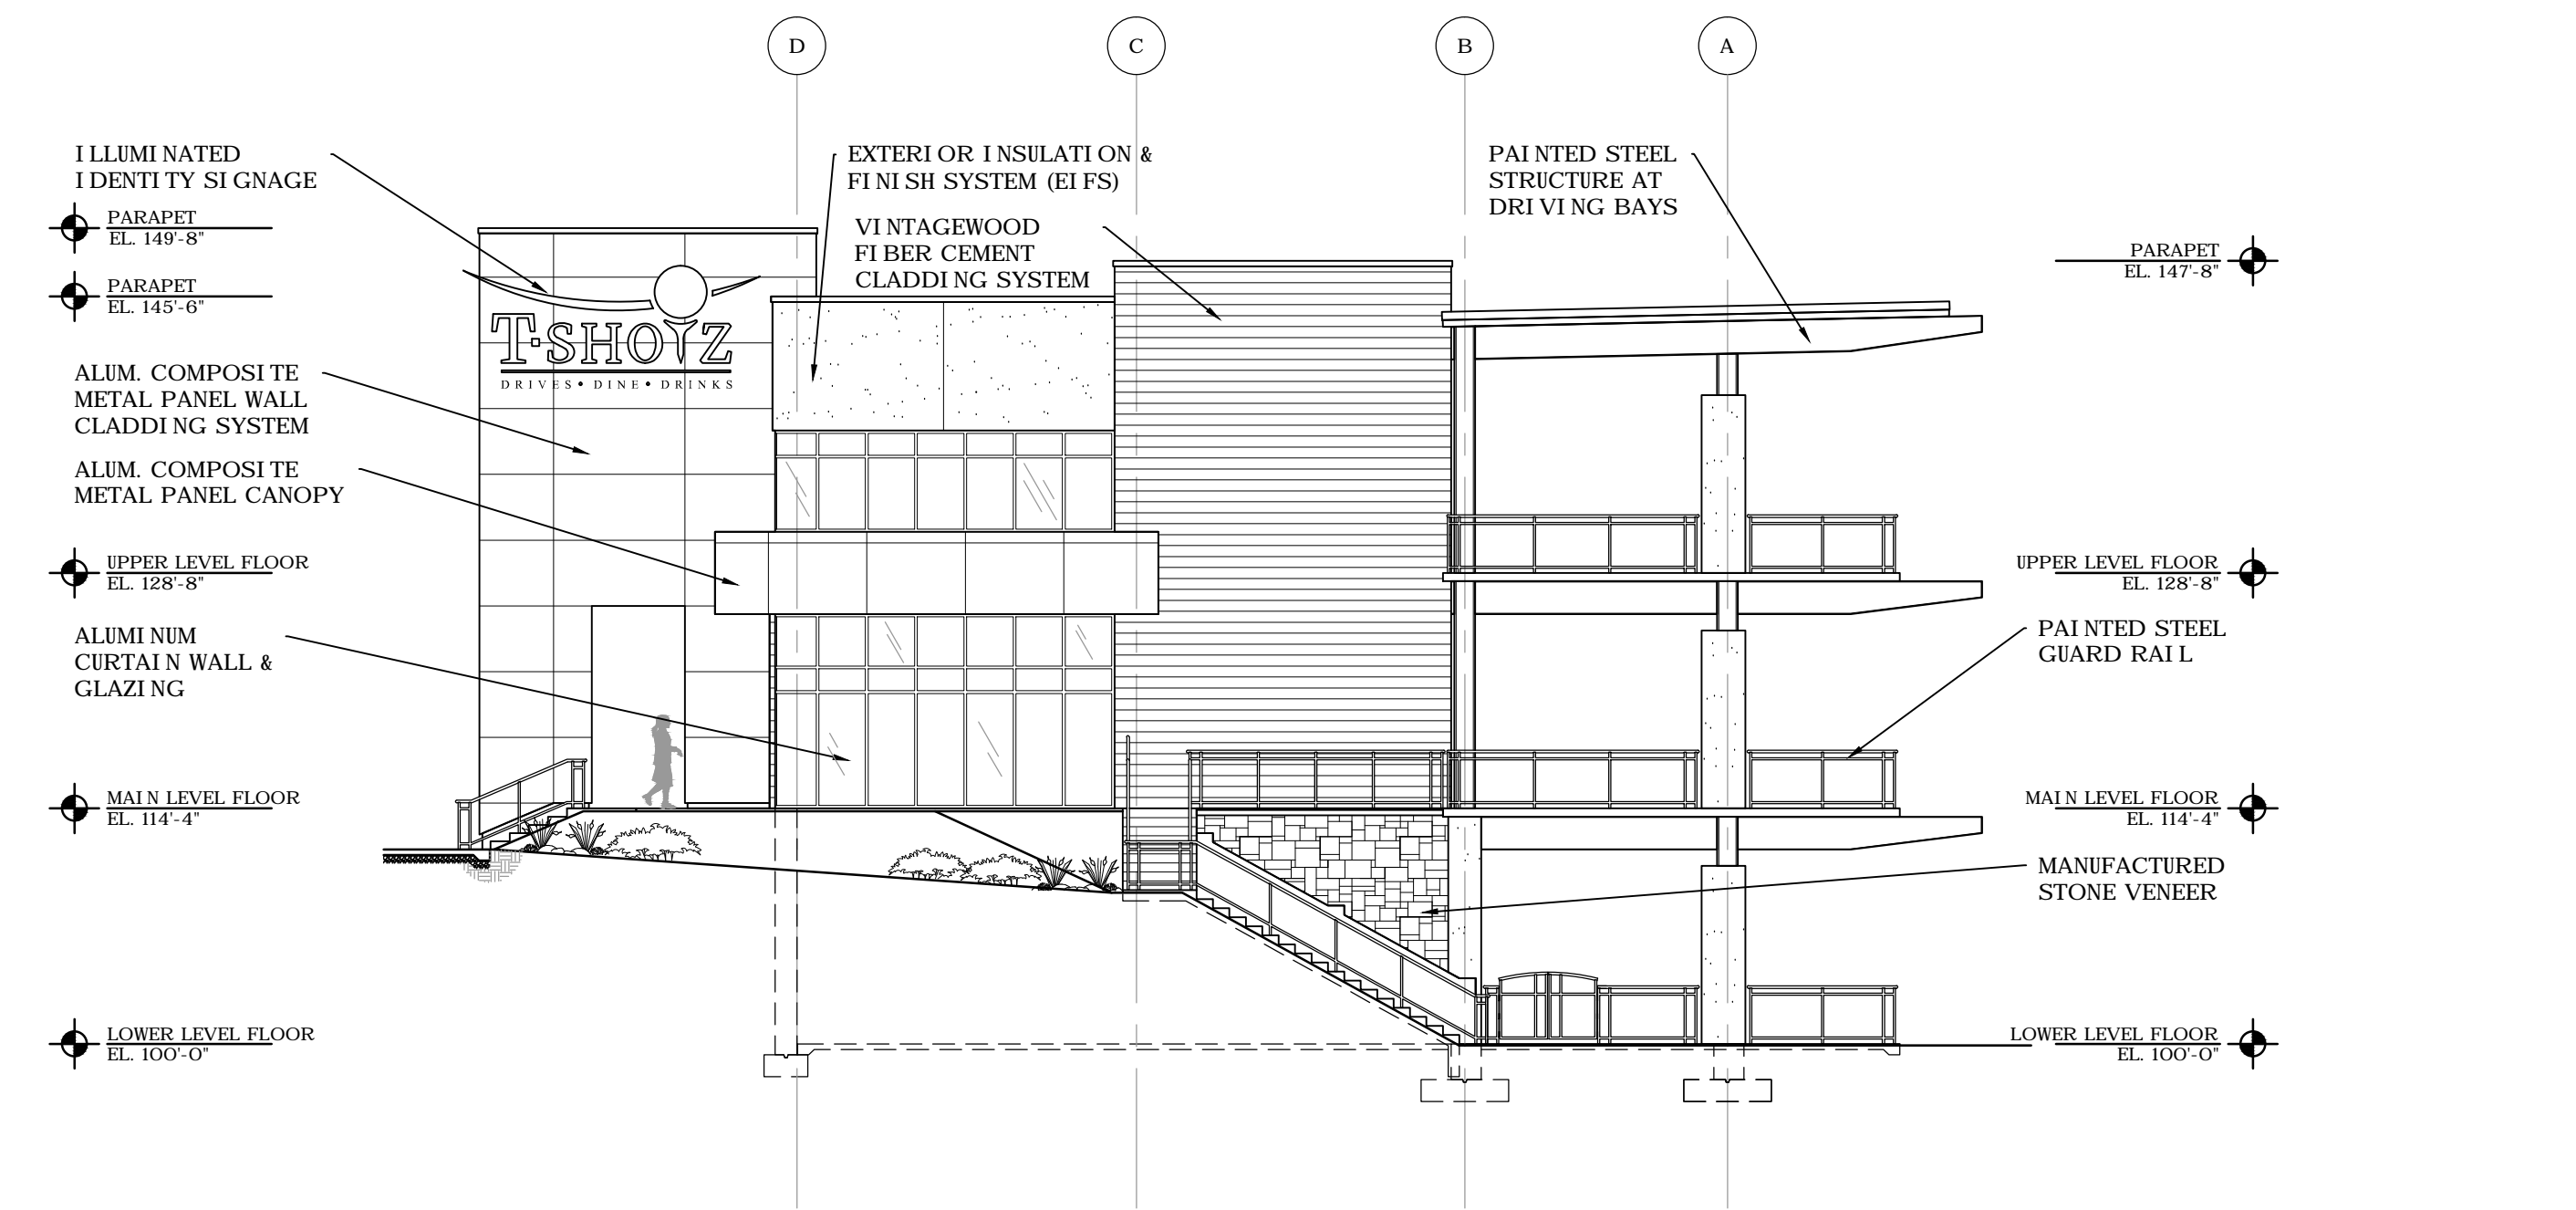 D
C
B
A
ILLUMINATED
IDENTITY SIGNAGE
EXTERIOR INSULATION &
FINISH SYSTEM (EIFS)
PAINTED STEEL
STRUCTURE AT
DRIVING BAYS
PARAPET
EL. 149'-8"
VINTAGEWOOD
FIBER CEMENT
CLADDING SYSTEM
PARAPET
EL. 147'-8"
PARAPET
EL. 145'-6"
T·SHOTZ
DRIVES • DINE • DRINKS
ALUM. COMPOSITE
METAL PANEL WALL
CLADDING SYSTEM
ALUM. COMPOSITE
METAL PANEL CANOPY
UPPER LEVEL FLOOR
EL. 128'-8"
UPPER LEVEL FLOOR
EL. 128'-8"
ALUMINUM
CURTAIN WALL &
GLAZING
PAINTED STEEL
GUARD RAIL
MAIN LEVEL FLOOR
EL. 114'-4"
MAIN LEVEL FLOOR
EL. 114'-4"
MANUFACTURED
STONE VENEER
LOWER LEVEL FLOOR
EL. 100'-0"
LOWER LEVEL FLOOR
EL. 100'-0"